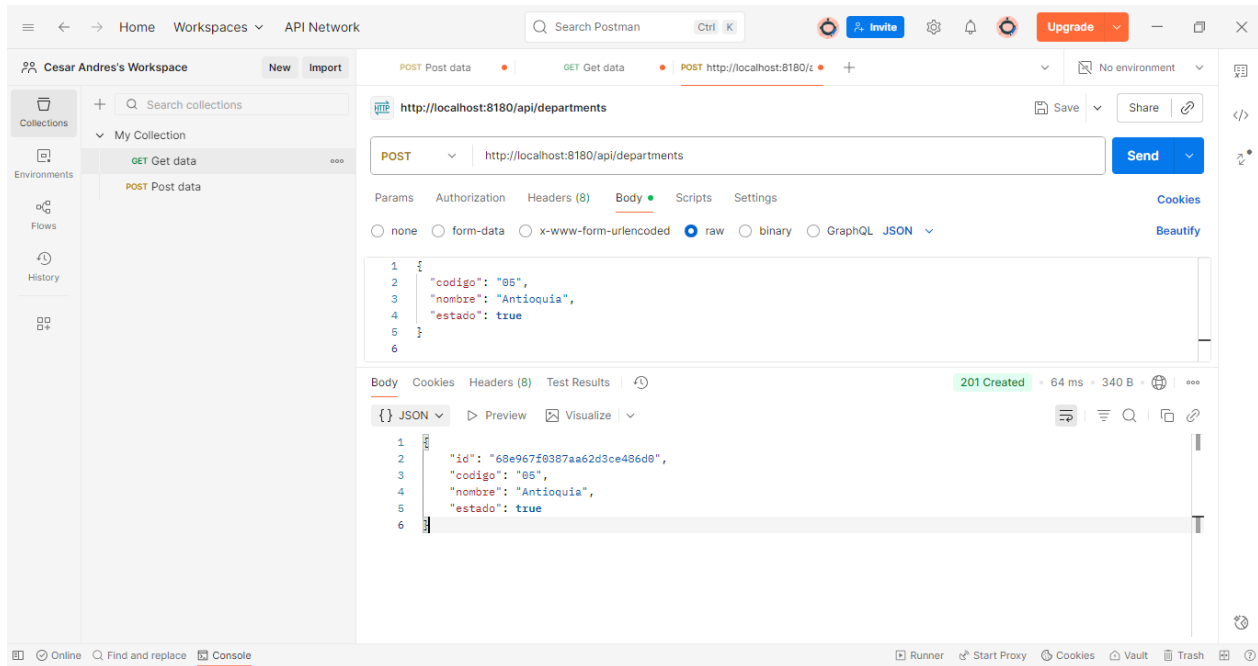 Home Workspaces API Network Search Postman Ctrl K Invite Upgrade
Cesar Andres's Workspace New Import POST Post data GET Get data POST http://localhost:8180/a No environment
Collections
Environments
Flows
History
Search collections
My Collection
GET Get data
POST Post data
HTTP http://localhost:8180/api/departments Save Share
POST http://localhost:8180/api/departments Send
Params Authorization Headers (8) Body Scripts Settings Cookies
none form-data x-www-form-urlencoded raw binary GraphQL JSON Beautify
1 {
2 "codigo": "05",
3 "nombre": "Antioquia",
4 "estado": true
5 }
6
Body Cookies Headers (8) Test Results 201 Created 64 ms 340 B
{} JSON Preview Visualize
1 {
2 "id": "68e967f0387aa62d3ce486d0",
3 "codigo": "05",
4 "nombre": "Antioquia",
5 "estado": true
6 }
Online Find and replace Console Runner Start Proxy Cookies Vault Trash